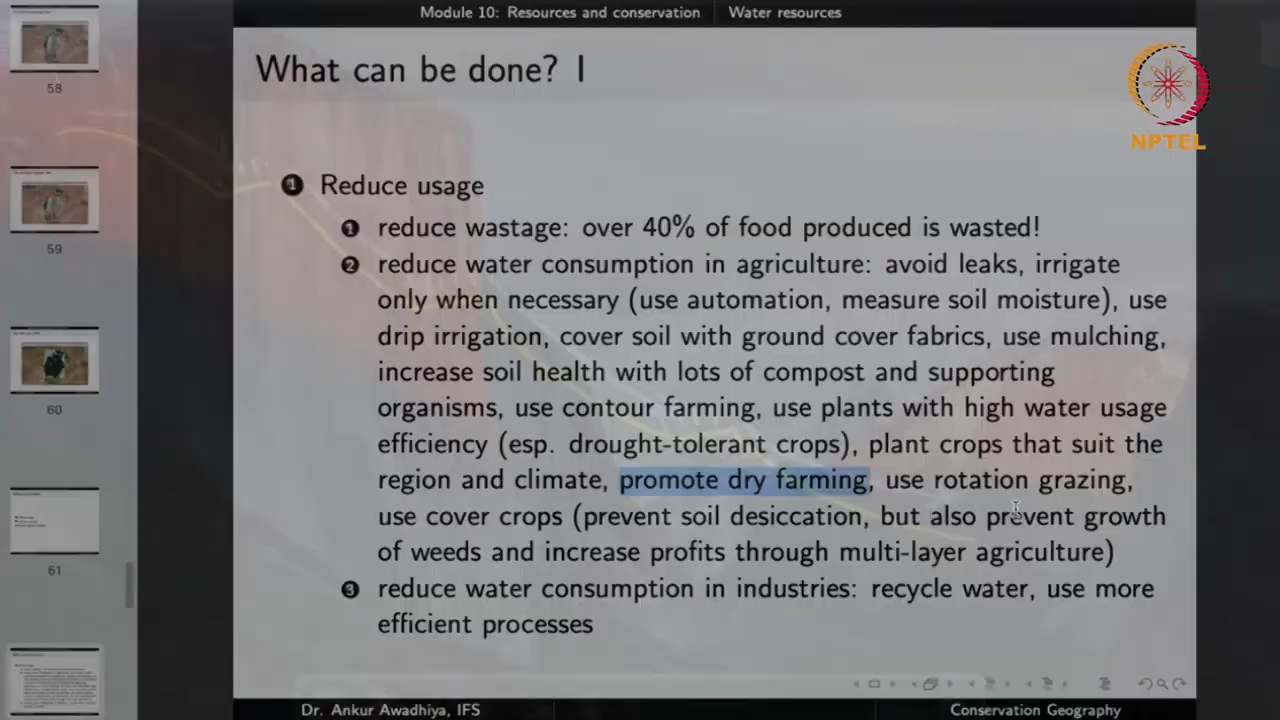 Module 10: Resources and conservation Water resources
58
59
60
61
What can be done? I
NPTEL
1 Reduce usage
1 reduce wastage: over 40% of food produced is wasted!
2 reduce water consumption in agriculture: avoid leaks, irrigate
only when necessary (use automation, measure soil moisture), use
drip irrigation, cover soil with ground cover fabrics, use mulching,
increase soil health with lots of compost and supporting
organisms, use contour farming, use plants with high water usage
efficiency (esp. drought-tolerant crops), plant crops that suit the
region and climate, promote dry farming, use rotation grazing,
use cover crops (prevent soil desiccation, but also prevent growth
of weeds and increase profits through multi-layer agriculture)
3 reduce water consumption in industries: recycle water, use more
efficient processes
Dr. Ankur Awadhiya, IFS Conservation Geography